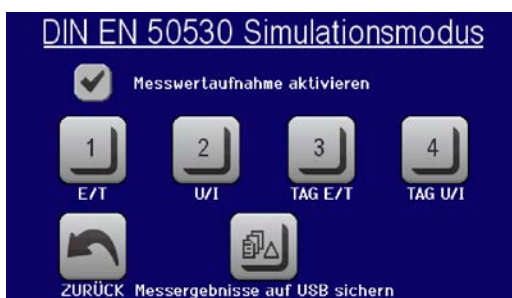 DIN EN 50530 Simulationsmodus
Messwertaufnahme aktivieren
1 2 3 4
E/T U/I TAG E/T TAG U/I
ZURÜCK Messergebnisse auf USB sichern